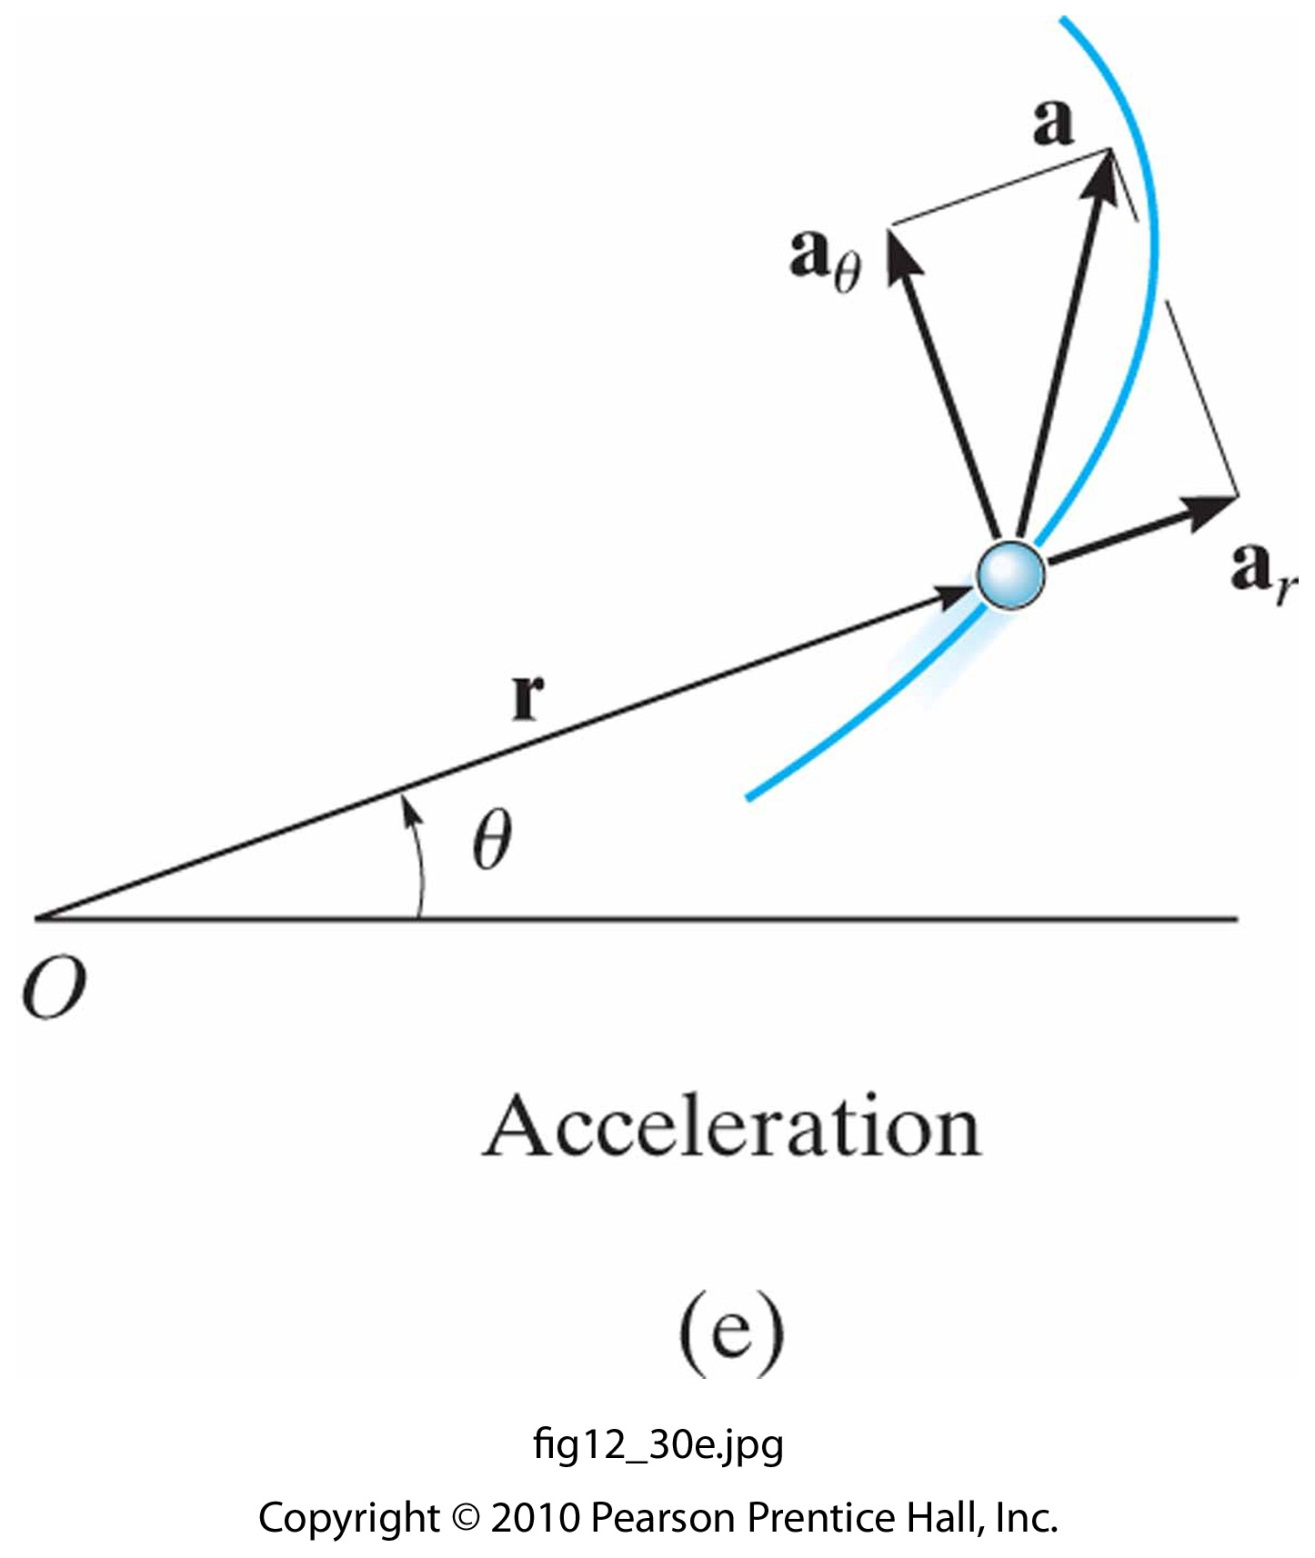 a
aθ
ar
r
θ
O
Acceleration
(e)
fig12_30e.jpg
Copyright © 2010 Pearson Prentice Hall, Inc.